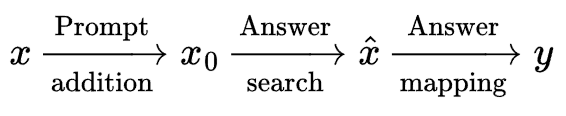 Prompt Answer Answer
x → x₀ → x̂ → y
addition search mapping